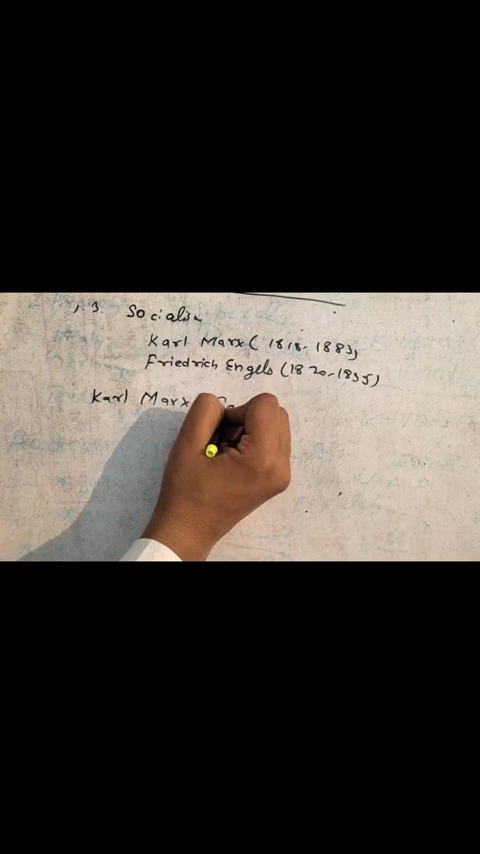 1.3. Socialism
Karl Marx ( 1818-1883)
Friedrich Engels (1820-1895)
Karl Marx